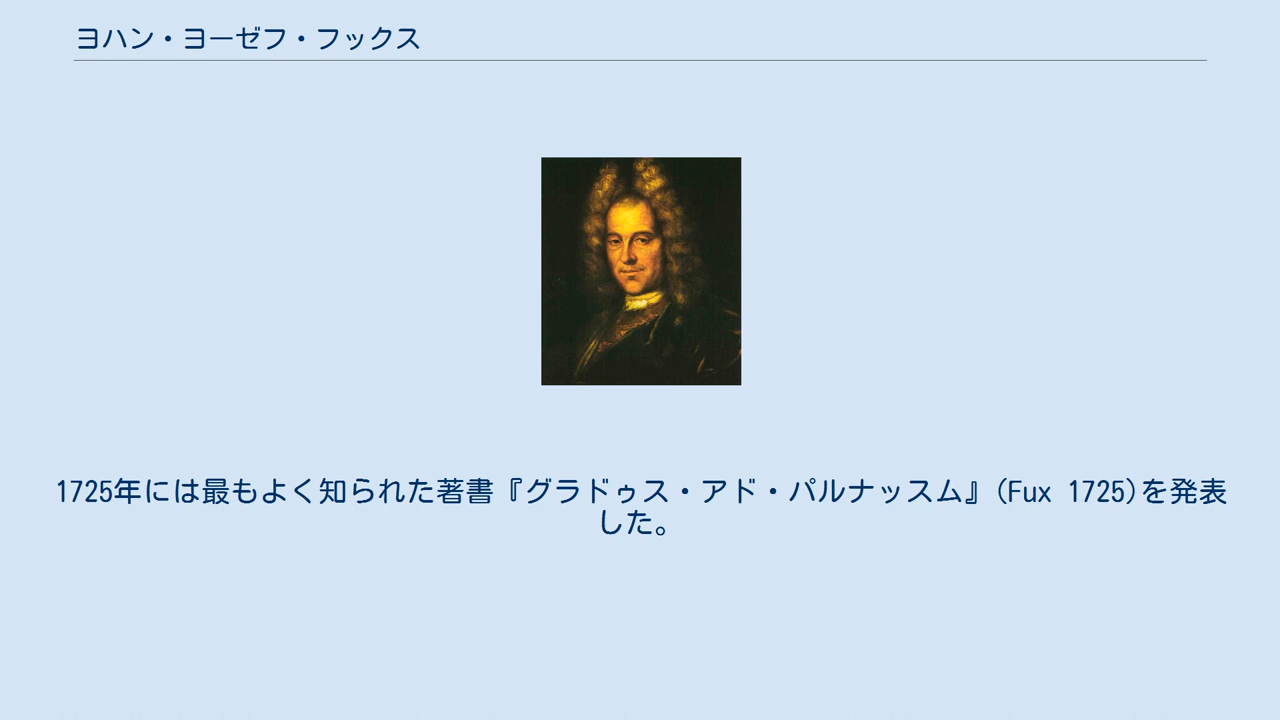 ヨハン・ヨーゼフ・フックス
1725年には最もよく知られた著書『グラドゥス・アド・パルナッスム』(Fux 1725)を発表
した。